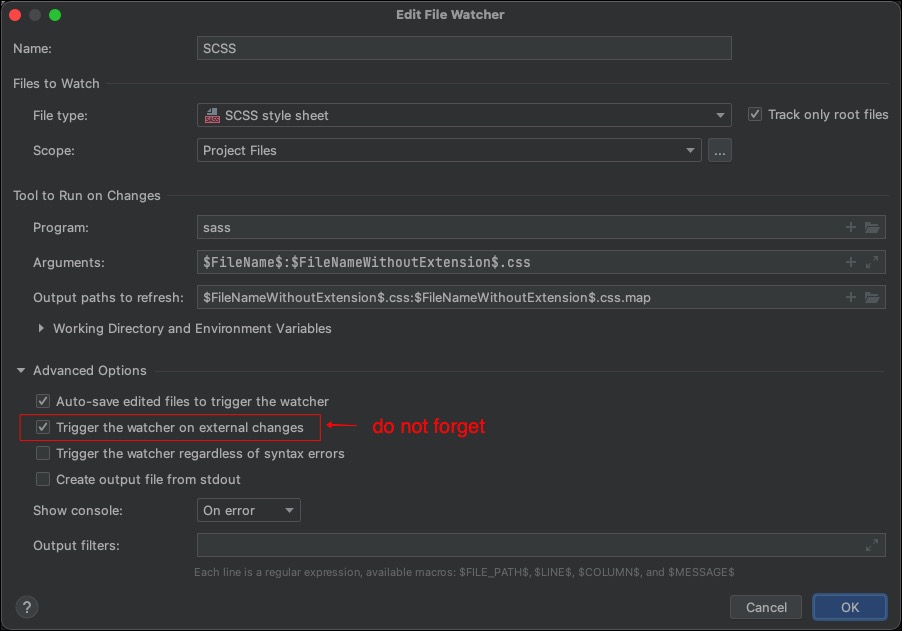 Edit File Watcher
Name: SCSS
Files to Watch
File type: SASS SCSS style sheet Track only root files
Scope: Project Files ...
Tool to Run on Changes
Program: sass
Arguments: $FileName$:$FileNameWithoutExtension$.css
Output paths to refresh: $FileNameWithoutExtension$.css:$FileNameWithoutExtension$.css.map
Working Directory and Environment Variables
Advanced Options
Auto-save edited files to trigger the watcher
Trigger the watcher on external changes do not forget
Trigger the watcher regardless of syntax errors
Create output file from stdout
Show console: On error
Output filters:
Each line is a regular expression, available macros: $FILE_PATH$, $LINE$, $COLUMN$, and $MESSAGE$
? Cancel OK